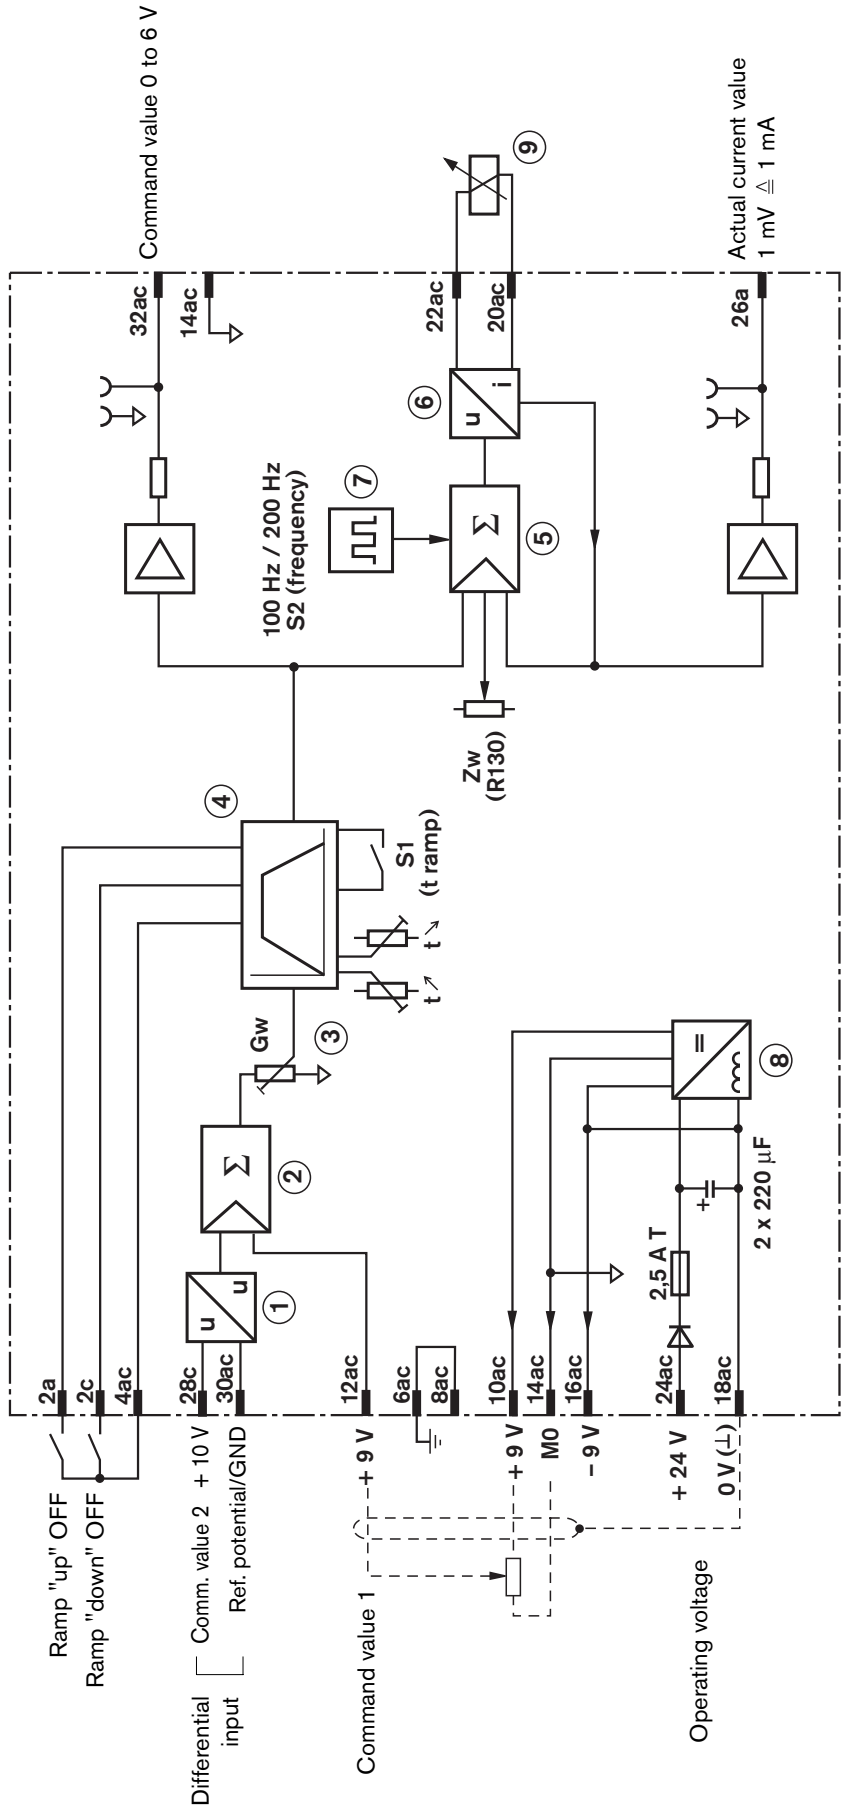 Ramp "up" OFF
Ramp "down" OFF
2a
2c
4ac
Differential
input
Comm. value 2 + 10 V
Ref. potential/GND
28c
30ac
u
u
1
Σ
2
Gw
3
4
t
t
S1
(t ramp)
Command value 1
+ 9 V
12ac
6ac
8ac
+ 9 V
M0
– 9 V
10ac
14ac
16ac
Operating voltage
+ 24 V
0 V (⊥)
24ac
18ac
2,5 A T
+
2 x 220 µF
=
8
Zw
(R130)
100 Hz / 200 Hz
S2 (frequency)
7
Σ
5
u
i
6
32ac
14ac
Command value 0 to 6 V
22ac
20ac
9
26a
Actual current value
1 mV ≙ 1 mA